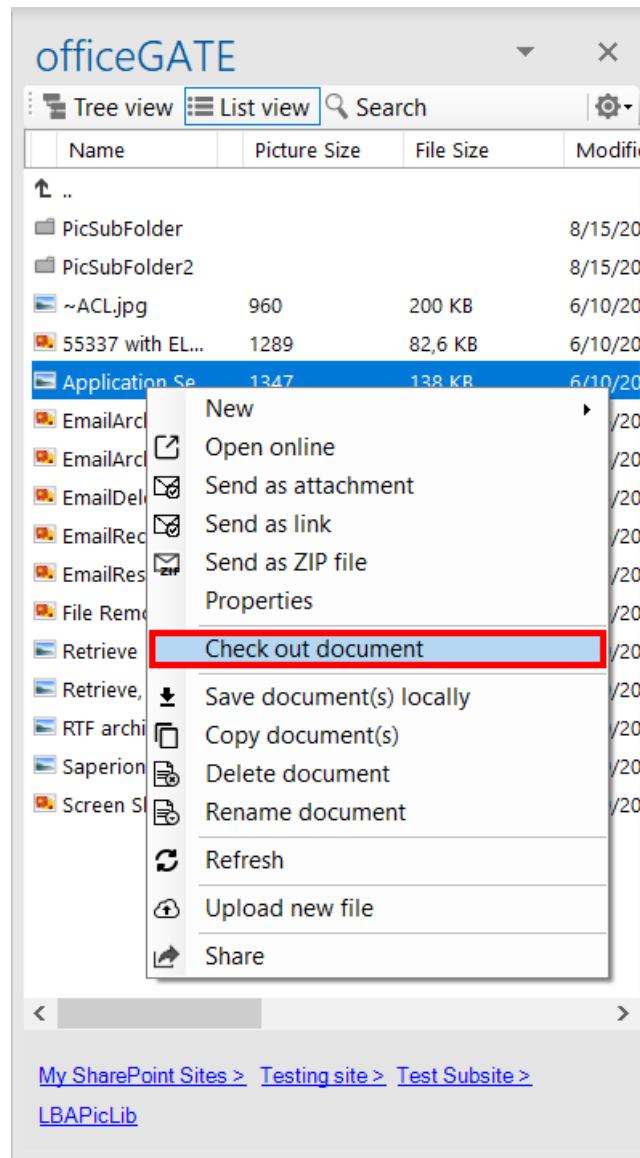 officeGATE
Tree view List view Search
Name Picture Size File Size Modifi
..
PicSubFolder 8/15/20
PicSubFolder2 8/15/20
~ACL.jpg 960 200 KB 6/10/20
55337 with EL... 1289 82,6 KB 6/10/20
Application Se 1347 138 KB 6/10/20
EmailArc /20
EmailArc /20
EmailDel /20
EmailRec /20
EmailRes /20
File Rem /20
Retrieve /20
Retrieve, /20
RTF archi /20
Saperion /20
Screen Sl /20
New
Open online
Send as attachment
Send as link
ZIP Send as ZIP file
Properties
Check out document
Save document(s) locally
Copy document(s)
Delete document
Rename document
Refresh
Upload new file
Share
My SharePoint Sites > Testing site > Test Subsite >
LBAPicLib